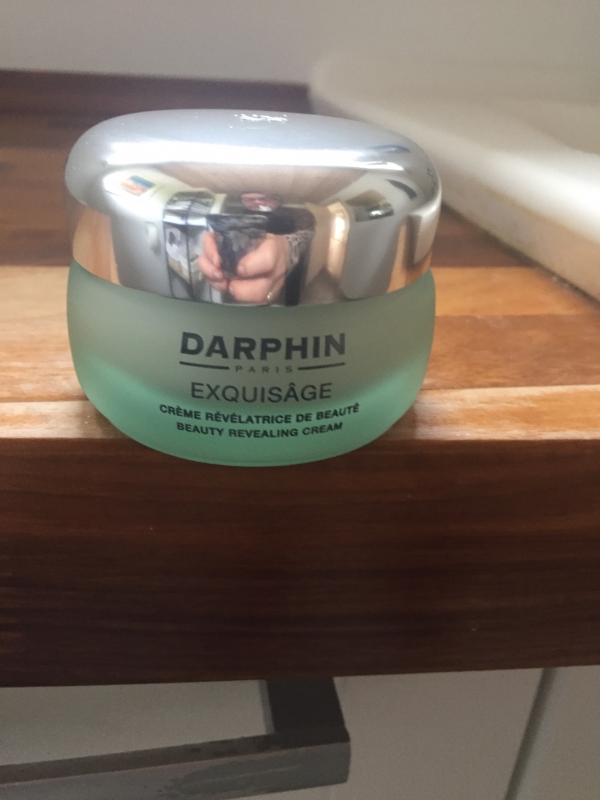 DARPHIN
PARIS
EXQUISÂGE
CRÈME RÉVÉLATRICE DE BEAUTÉ
BEAUTY REVEALING CREAM